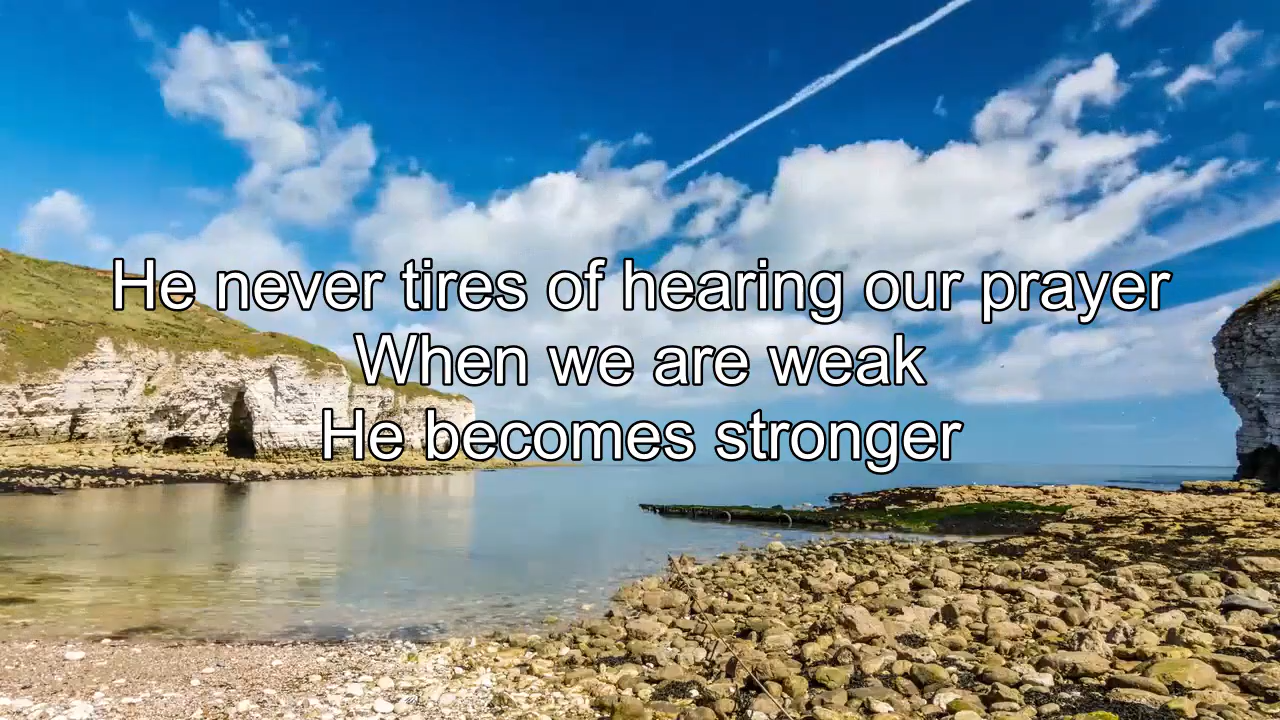 He never tires of hearing our prayer
When we are weak
He becomes stronger